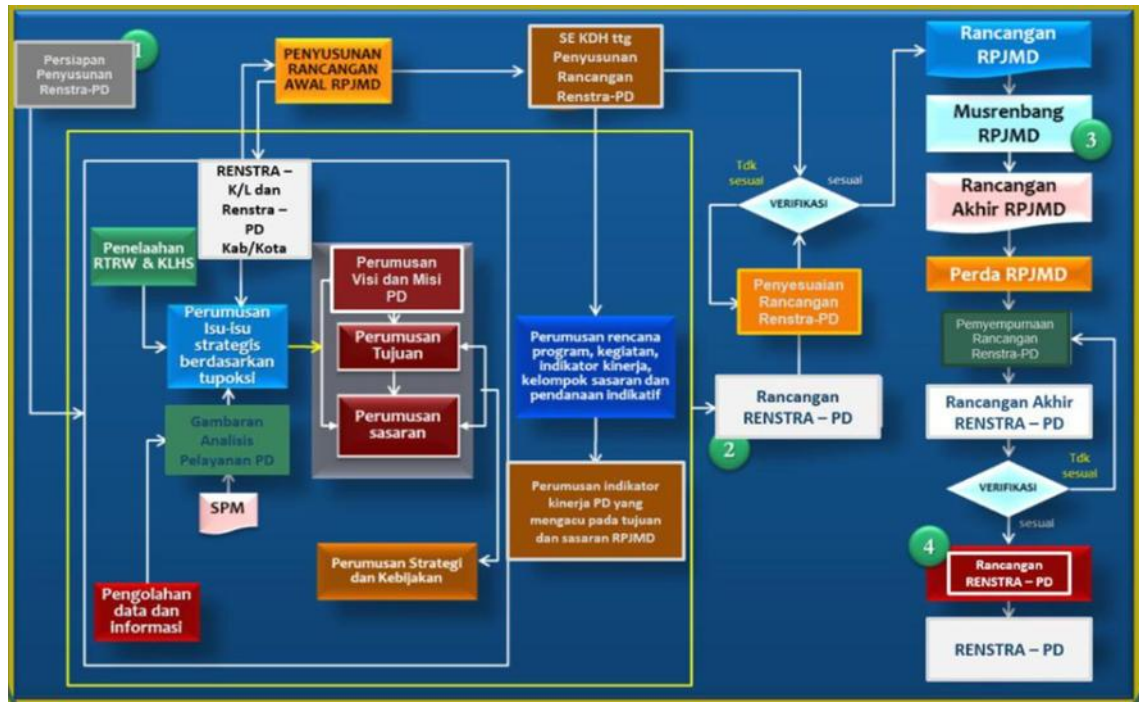 Persiapan
Penyusunan
Renstra-PD
1
PENYUSUNAN
RANCANGAN
AWAL RPJMD
SE KDH ttg
Penyusunan
Rancangan
Renstra-PD
Rancangan
RPJMD
Musrenbang
RPJMD
3
Rancangan
Akhir RPJMD
Perda RPJMD
Pemyempurnaan
Rancangan
Renstra-PD
Rancangan Akhir
RENSTRA – PD
Tdk
sesuai
VERIFIKASI
sesuai
4
Rancangan
RENSTRA – PD
RENSTRA – PD
Tdk
sesuai
sesuai
VERIFIKASI
Penyesuaian
Rancangan
Renstra-PD
Rancangan
RENSTRA – PD
2
RENSTRA –
K/L dan
Renstra –
PD
Kab/Kota
Penelaahan
RTRW & KLHS
Perumusan
Isu-isu
strategis
berdasarkan
tupoksi
Gambaran
Analisis
Pelayanan PD
SPM
Pengolahan
data dan
informasi
Perumusan
Visi dan Misi
PD
Perumusan
Tujuan
Perumusan
sasaran
Perumusan Strategi
dan Kebijakan
Perumusan rencana
program, kegiatan,
indikator kinerja,
kelompok sasaran dan
pendanaan indikatif
Perumusan indikator
kinerja PD yang
mengacu pada tujuan
dan sasaran RPJMD